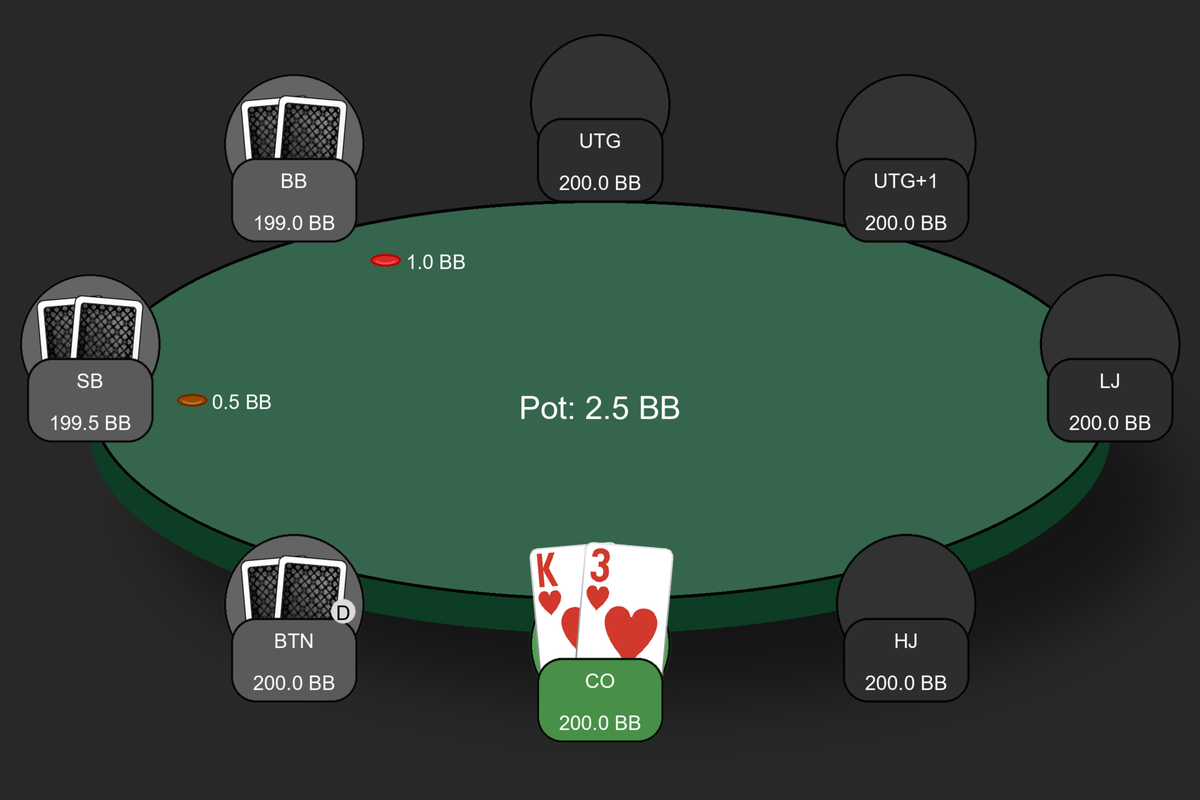 UTG
200.0 BB
BB
199.0 BB
UTG+1
200.0 BB
1.0 BB
SB
199.5 BB
0.5 BB
Pot: 2.5 BB
LJ
200.0 BB
K
3
D
BTN
200.0 BB
CO
200.0 BB
HJ
200.0 BB